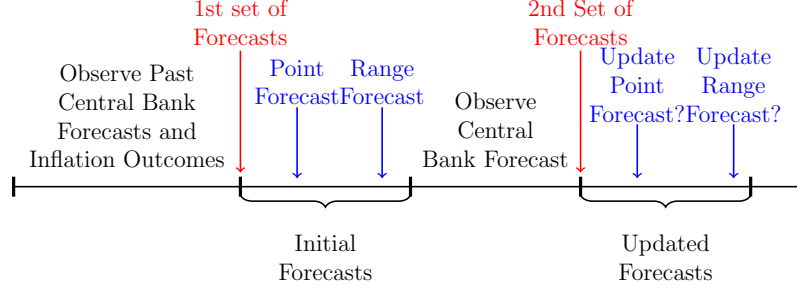 1st set of
Forecasts
2nd Set of
Forecasts
Observe Past
Central Bank
Forecasts and
Inflation Outcomes
Point
Forecast
Range
Forecast
Observe
Central
Bank Forecast
Update
Point
Forecast?
Update
Range
Forecast?
Initial
Forecasts
Updated
Forecasts